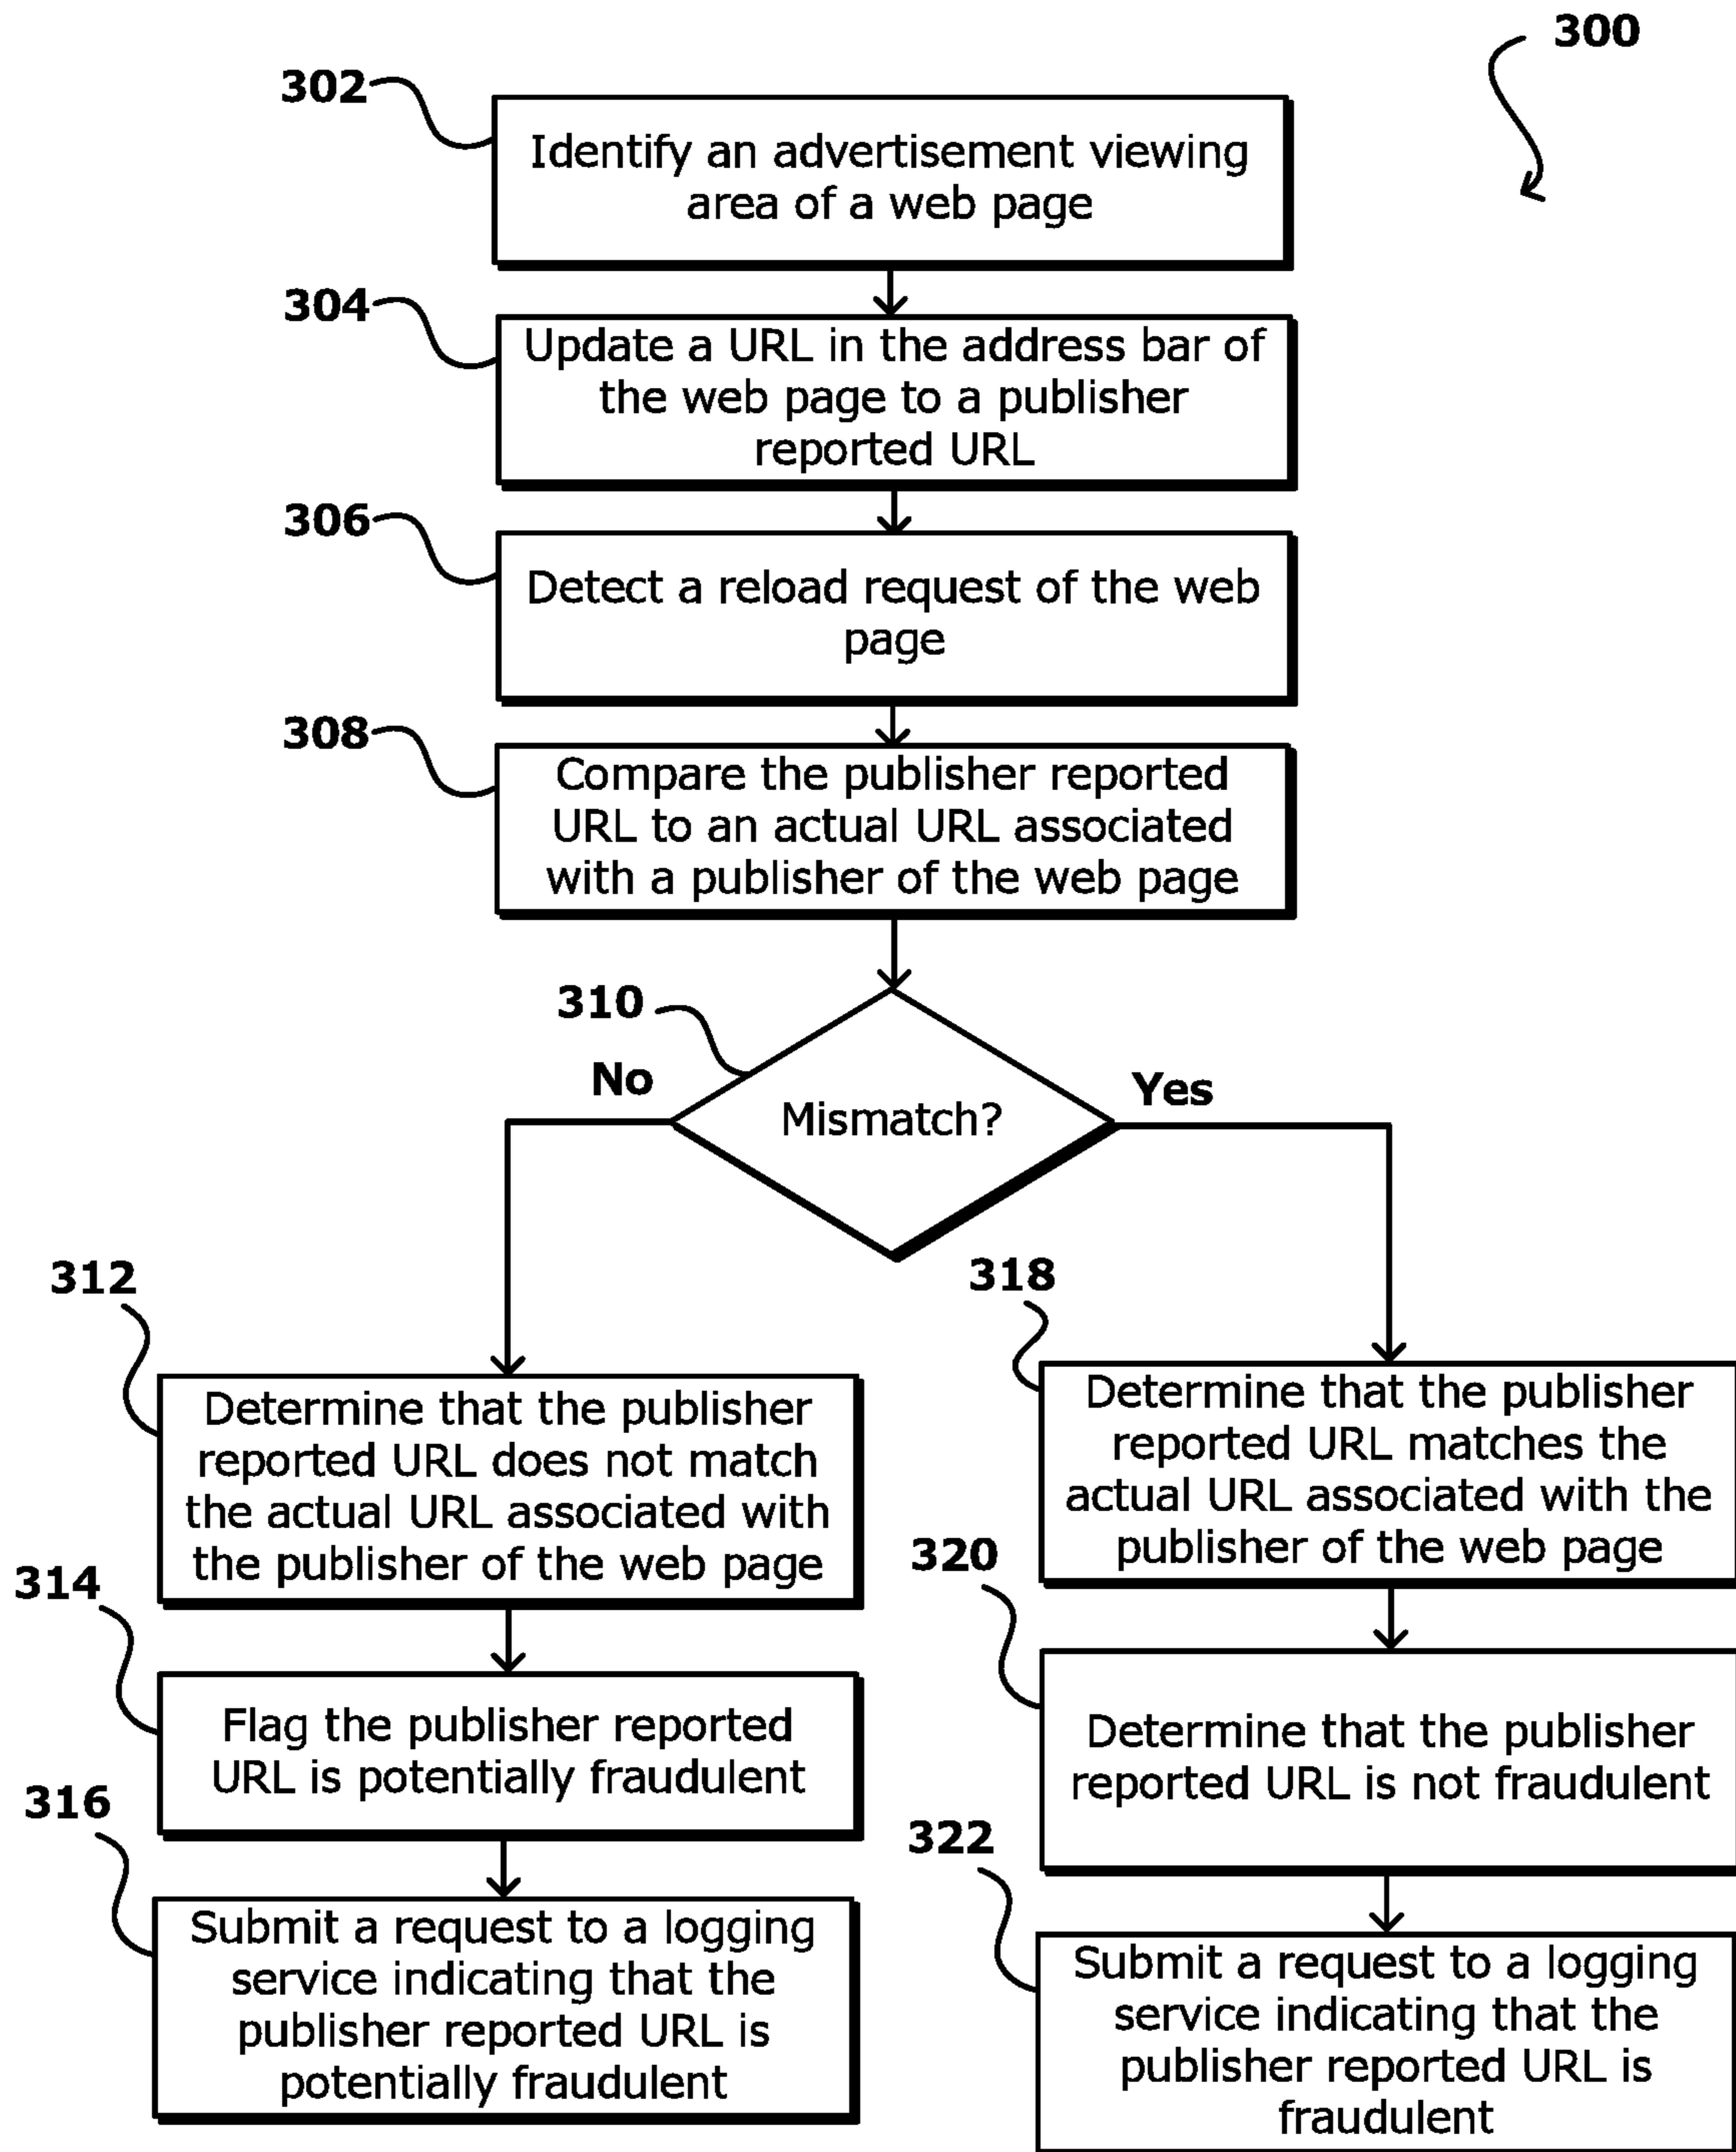 300
302
Identify an advertisement viewing
area of a web page
304
Update a URL in the address bar of
the web page to a publisher
reported URL
306
Detect a reload request of the web
page
308
Compare the publisher reported
URL to an actual URL associated
with a publisher of the web page
310
Mismatch?
No
Yes
312
Determine that the publisher
reported URL does not match
the actual URL associated with
the publisher of the web page
314
Flag the publisher reported
URL is potentially fraudulent
316
Submit a request to a logging
service indicating that the
publisher reported URL is
potentially fraudulent
318
Determine that the publisher
reported URL matches the
actual URL associated with the
publisher of the web page
320
Determine that the publisher
reported URL is not fraudulent
322
Submit a request to a logging
service indicating that the
publisher reported URL is
fraudulent